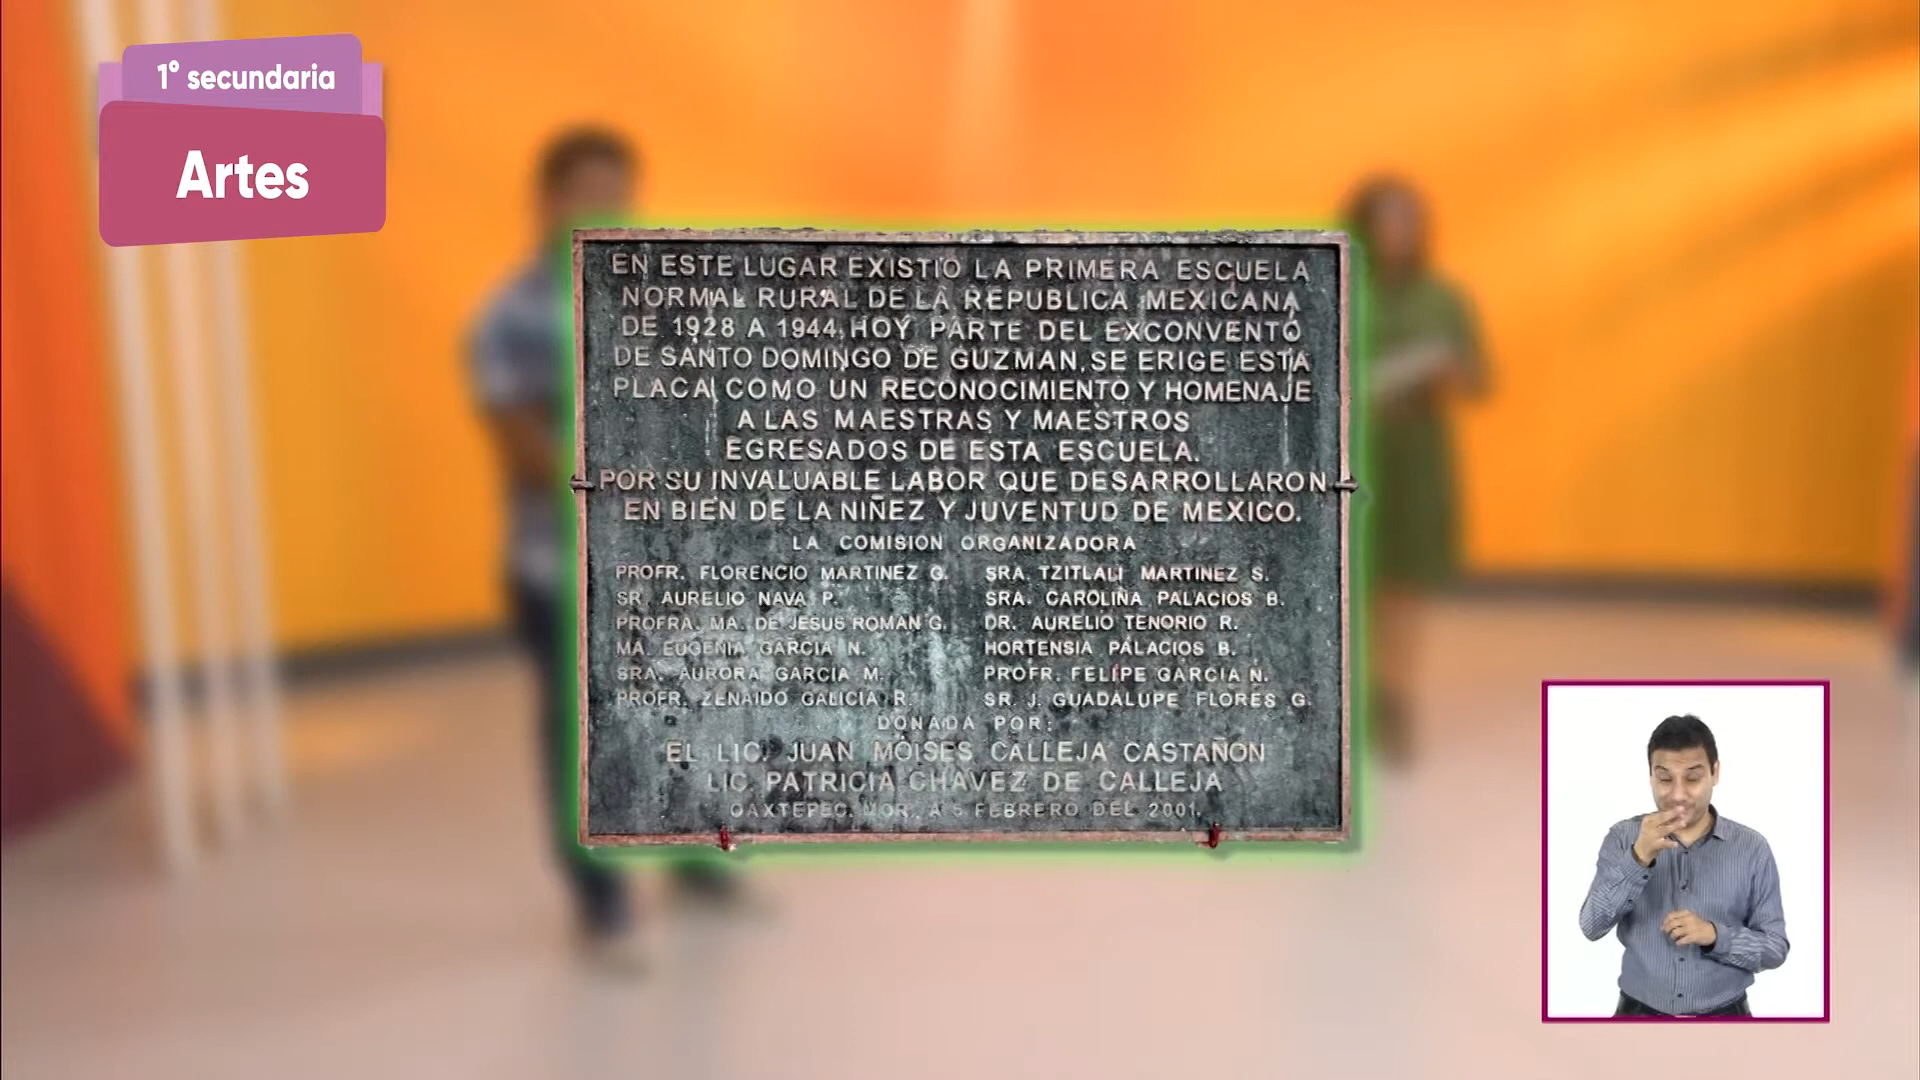 1° secundaria
Artes
EN ESTE LUGAR EXISTIO LA PRIMERA ESCUELA
NORMAL RURAL DE LA REPUBLICA MEXICANA
DE 1928 A 1944, HOY PARTE DEL EXCONVENTO
DE SANTO DOMINGO DE GUZMAN, SE ERIGE ESTA
PLACA COMO UN RECONOCIMIENTO Y HOMENAJE
A LAS MAESTRAS Y MAESTROS
EGRESADOS DE ESTA ESCUELA.
POR SU INVALUABLE LABOR QUE DESARROLLARON
EN BIEN DE LA NIÑEZ Y JUVENTUD DE MEXICO.
LA COMISION ORGANIZADORA
PROFR. FLORENCIO MARTINEZ G. SRA. TZITLALI MARTINEZ S.
SR. AURELIO NAVA P. SRA. CAROLINA PALACIOS B.
PROFRA. MA. DE JESUS ROMAN G. DR. AURELIO TENORIO R.
MA. EUGENIA GARCIA N. HORTENSIA PALACIOS B.
SRA. AURORA GARCIA M. PROFR. FELIPE GARCIA N.
PROFR. ZENAIDO GALICIA R. SR. J. GUADALUPE FLORES G.
DONADA POR:
EL LIC. JUAN MOISES CALLEJA CASTAÑON
LIC. PATRICIA CHAVEZ DE CALLEJA
OAXTEPEC, MOR., A 5 FEBRERO DEL 2001.